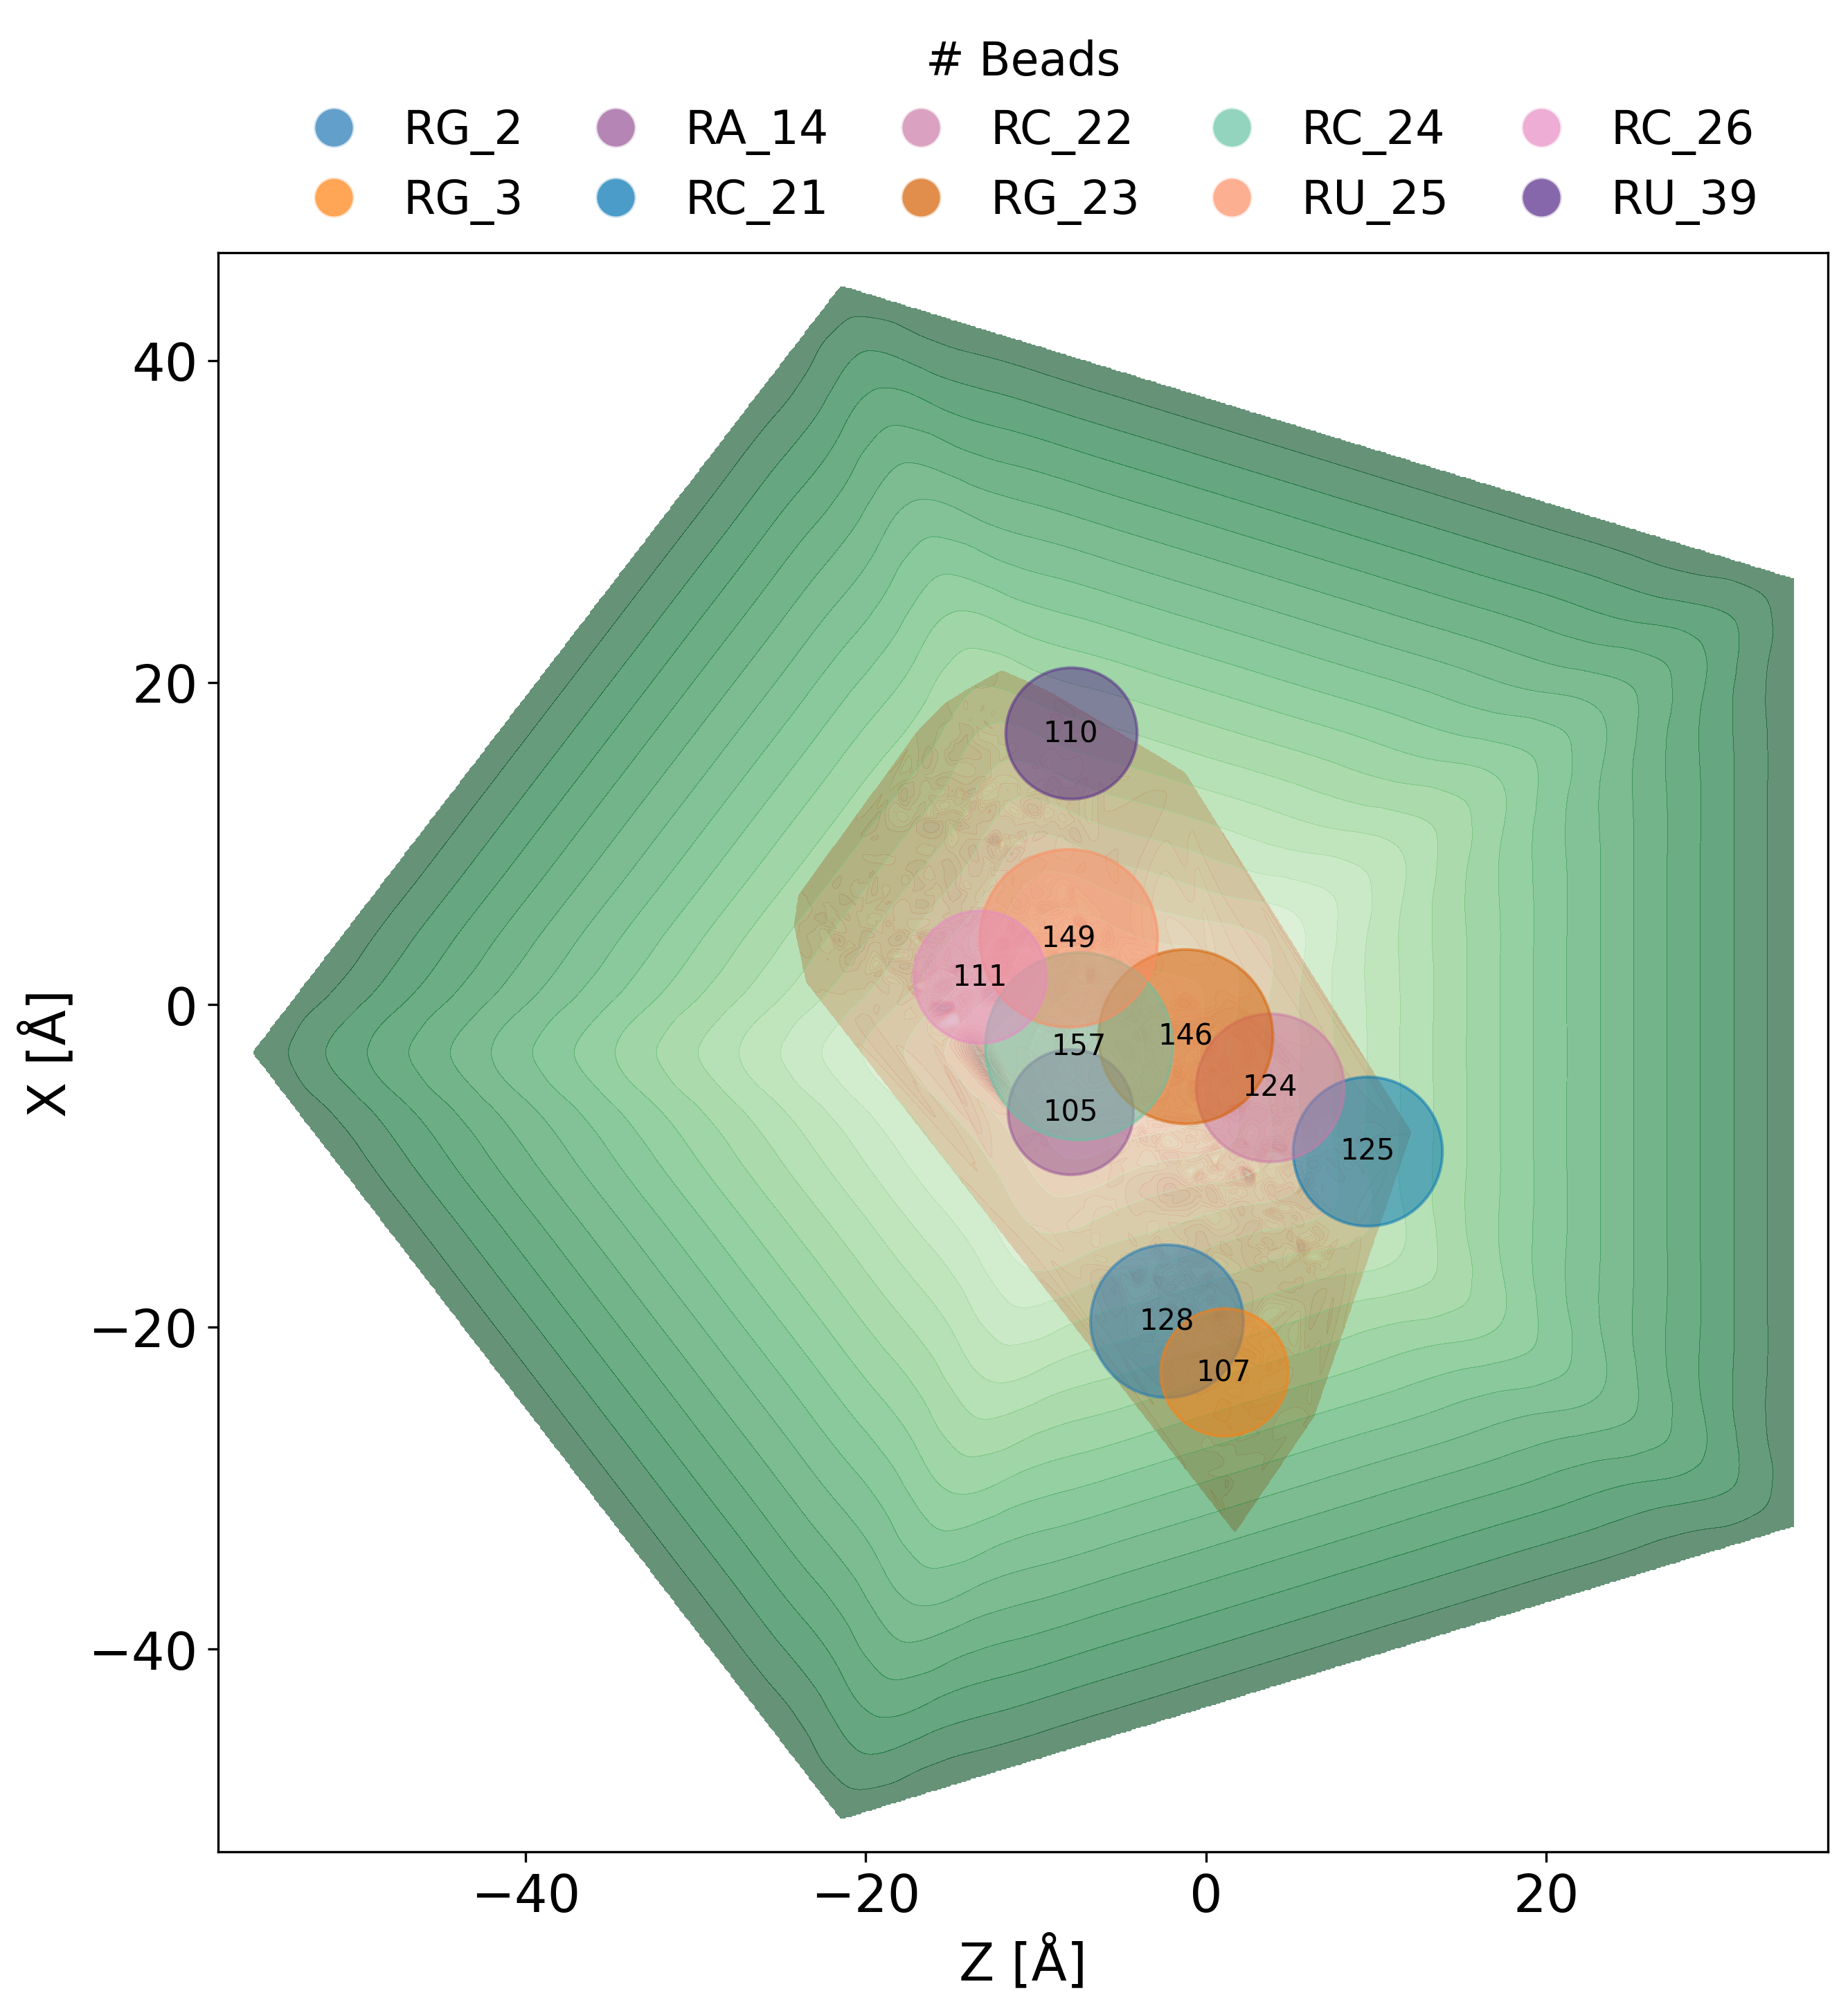 # Beads
RG_2 RA_14 RC_22 RC_24 RC_26
RG_3 RC_21 RG_23 RU_25 RU_39
40
20
0
−20
−40
X [Å]
110
149
111
146
157
124
105
125
128
107
−40 −20 0 20
Z [Å]